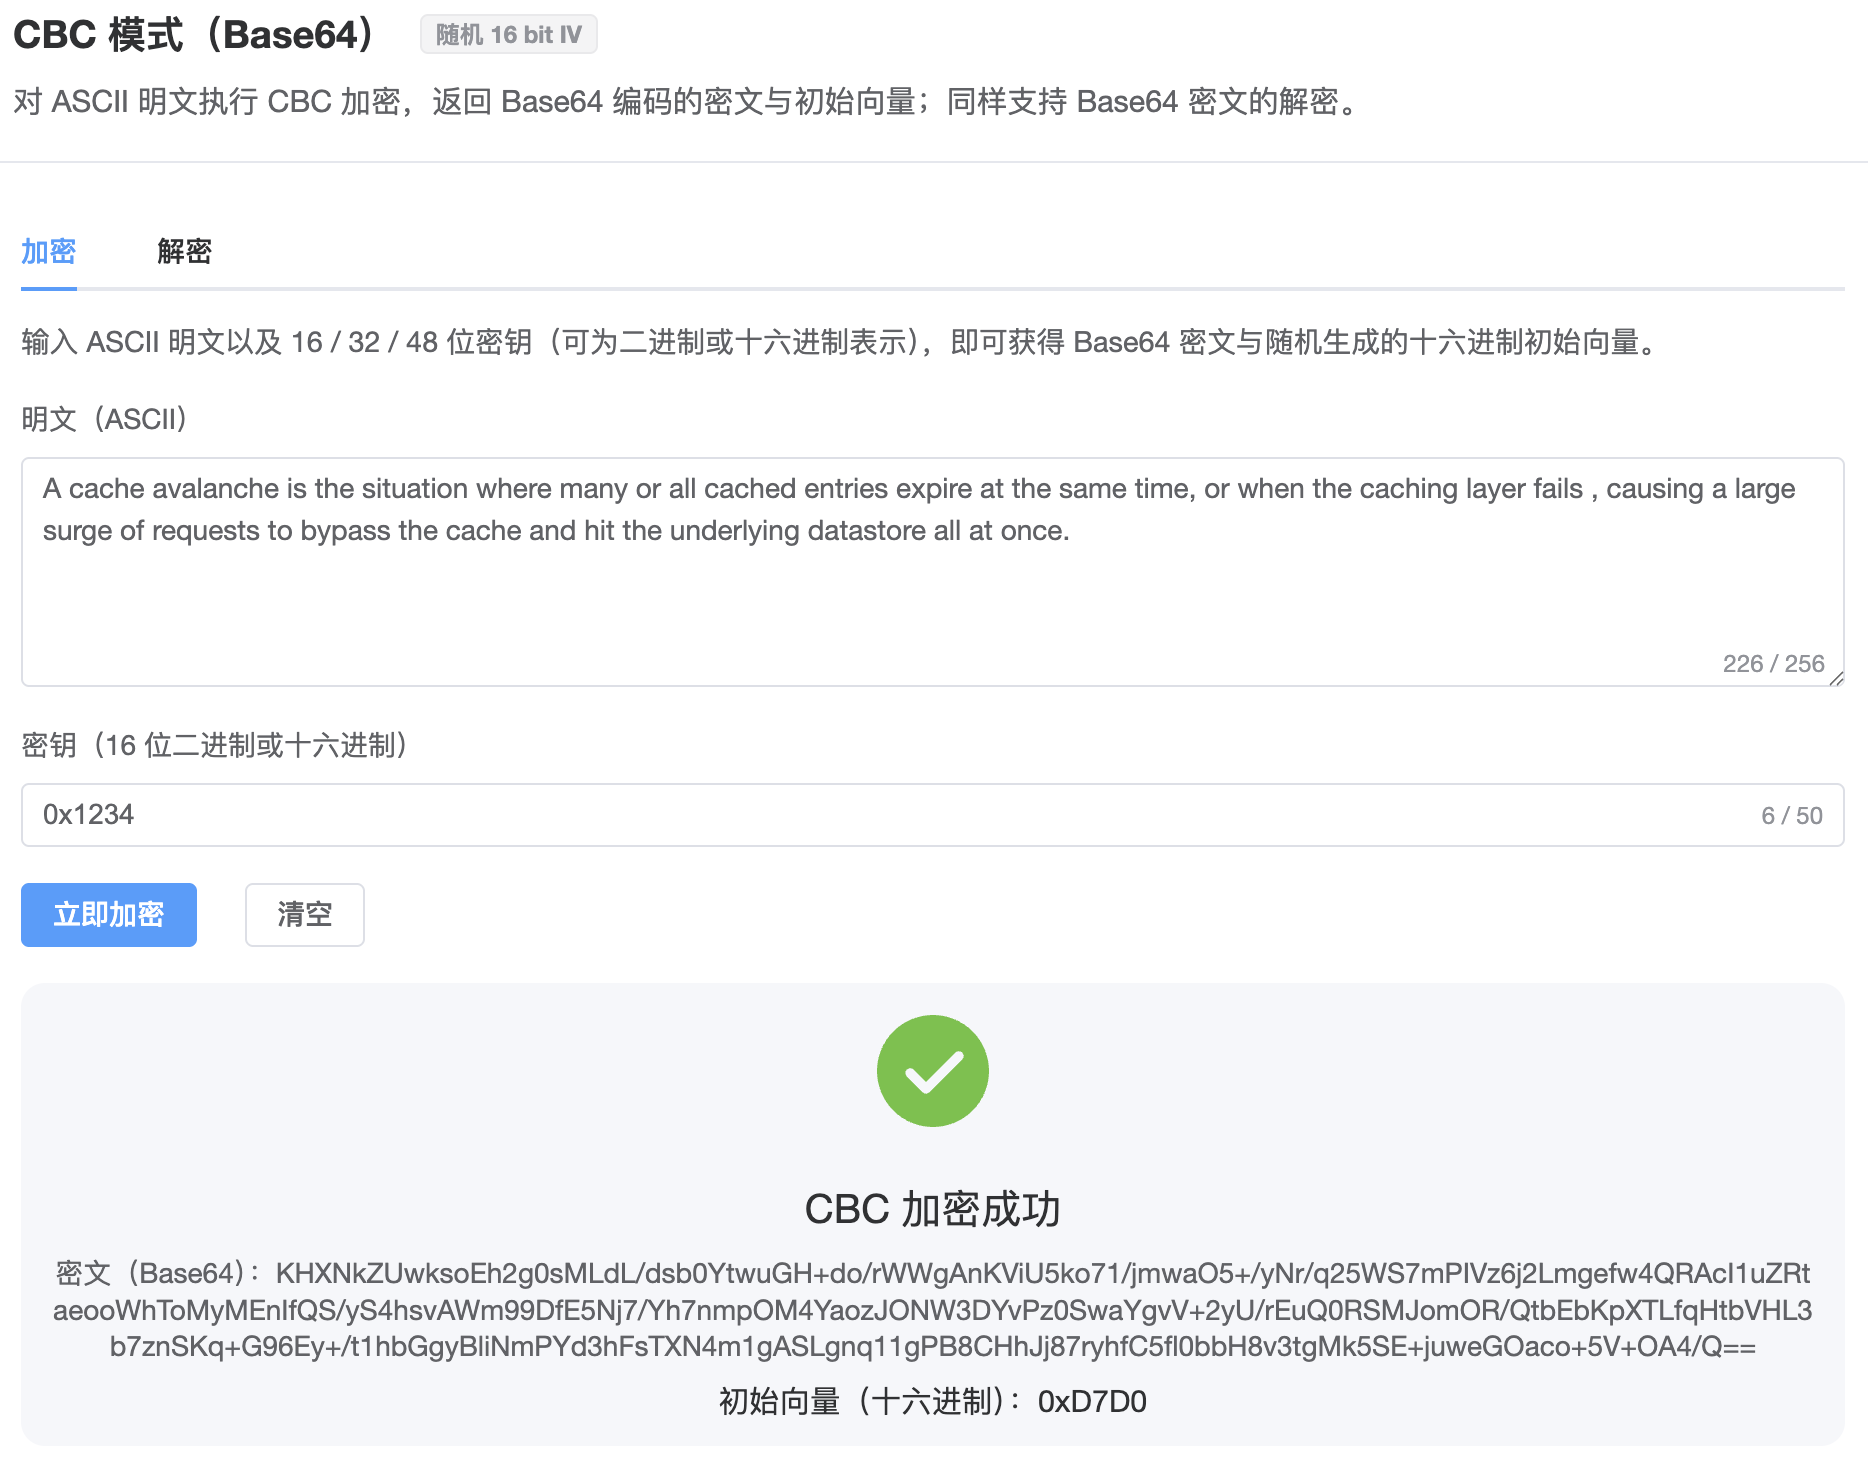 CBC 模式（Base64） 随机 16 bit IV
对 ASCII 明文执行 CBC 加密，返回 Base64 编码的密文与初始向量；同样支持 Base64 密文的解密。
加密 解密
输入 ASCII 明文以及 16 / 32 / 48 位密钥（可为二进制或十六进制表示），即可获得 Base64 密文与随机生成的十六进制初始向量。
明文（ASCII）
A cache avalanche is the situation where many or all cached entries expire at the same time, or when the caching layer fails , causing a large
surge of requests to bypass the cache and hit the underlying datastore all at once.
226 / 256
密钥（16 位二进制或十六进制）
0x1234
6 / 50
立即加密 清空
CBC 加密成功
密文（Base64）：KHXNkZUwksoEh2g0sMLdL/dsb0YtwuGH+do/rWWgAnKViU5ko71/jmwaO5+/yNr/q25WS7mPIVz6j2Lmgefw4QRAcI1uZRt
aeooWhToMyMEnIfQS/yS4hsvAWm99DfE5Nj7/Yh7nmpOM4YaozJONW3DYvPz0SwaYgvV+2yU/rEuQ0RSMJomOR/QtbEbKpXTLfqHtbVHL3
b7znSKq+G96Ey+/t1hbGgyBliNmPYd3hFsTXN4m1gASLgnq11gPB8CHhJj87ryhfC5fl0bbH8v3tgMk5SE+juweGOaco+5V+OA4/Q==
初始向量（十六进制）：0xD7D0